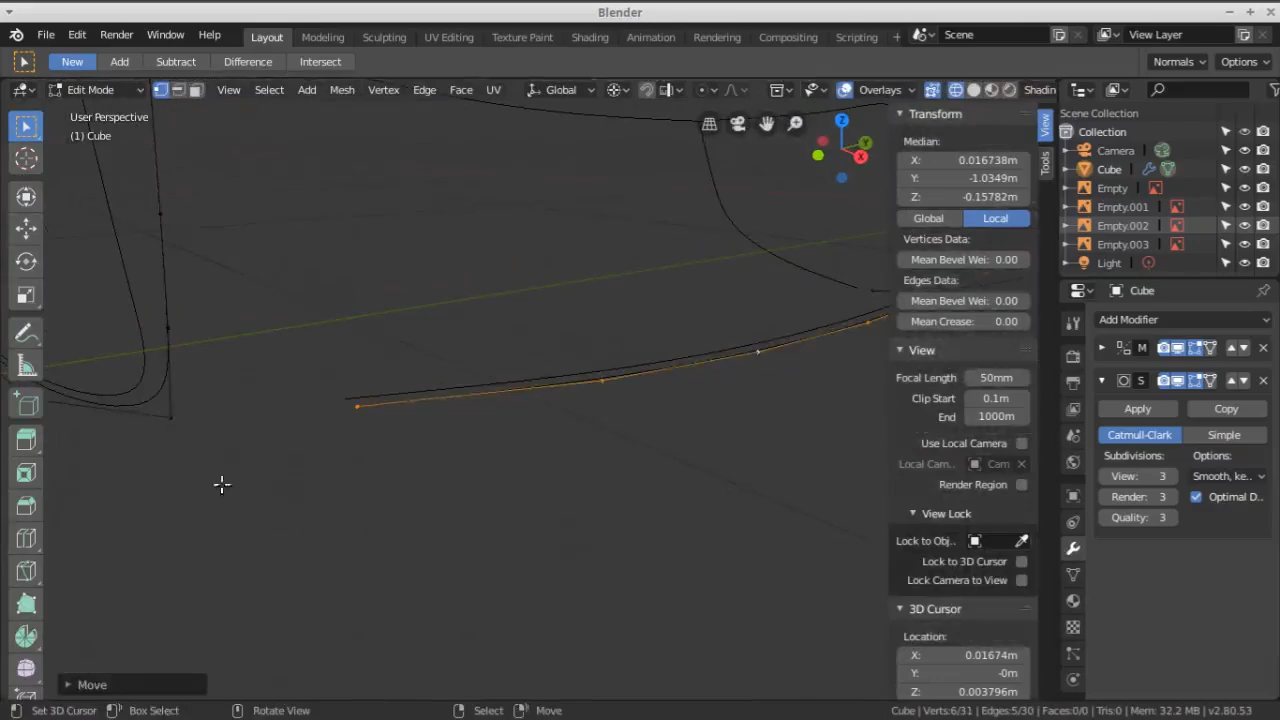 Blender
File Edit Render Window Help Layout Modeling Sculpting UV Editing Texture Paint Shading Animation Rendering Compositing Scripting + Scene View Layer
New Add Subtract Difference Intersect Normals Options
Edit Mode View Select Add Mesh Vertex Edge Face UV Global Overlays Shadin
User Perspective
(1) Cube
Z
Y
X
Transform
Median:
X: 0.016738m
Y: -1.0349m
Z: -0.15782m
Global Local
Vertices Data:
Mean Bevel Wei: 0.00
Edges Data:
Mean Bevel Wei: 0.00
Mean Crease: 0.00
View
Focal Length 50mm
Clip Start 0.1m
End 1000m
Use Local Camera
Local Cam.. Cam
Render Region
View Lock
Lock to Obj..
Lock to 3D Cursor
Lock Camera to View
3D Cursor
Location:
X: 0.01674m
Y: -0m
Z: 0.003796m
View
Tools
Scene Collection
Collection
Camera
Cube
Empty
Empty.001
Empty.002
Empty.003
Light
Cube
Add Modifier
M
S
Apply Copy
Catmull-Clark Simple
Subdivisions: Options:
View: 3 Smooth, ke..
Render: 3 Optimal D..
Quality: 3
Move
Set 3D Cursor Box Select Rotate View Select Move Cube | Verts:6/31 | Edges:5/30 | Faces:0/0 | Tris:0 | Mem: 32.2 MB | v2.80.53